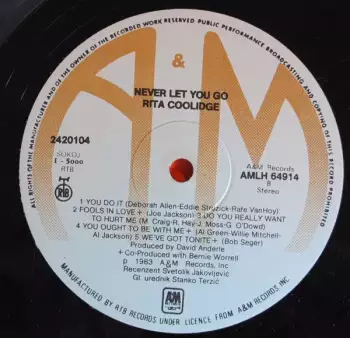 ALL RIGHTS OF THE MANUFACTURER AND OF THE OWNER OF THE RECORDED WORK RESERVED PUBLIC PERFORMANCE BROADCASTING AND COPYING OF THIS RECORD PROHIBITED
A & M
NEVER LET YOU GO
RITA COOLIDGE
2420104
SUKOJ
I - 5000
RTB
RTB
A&M Records
AMLH 64914
B
Stereo
1 YOU DO IT (Deborah Allen-Eddie Struzick-Rafe VanHoy)
2 FOOLS IN LOVE + (Joe Jackson) 3 DO YOU REALLY WANT
TO HURT ME (M. Craig-R. Hey-J. Moss-G. O'Dowd)
4 YOU OUGHT TO BE WITH ME + (Al Green-Willie Mitchell-
Al Jackson) 5 WE'VE GOT TONITE + (Bob Seger)
Produced by David Anderle
+ Co-Produced with Bernie Worrell
p 1983 A&M Records, Inc
Recenzent Svetolik Jakovljević
Gl. urednik Stanko Terzić
A&M
RECORDS
MANUFACTURED BY RTB RECORDS UNDER LICENCE FROM A&M RECORDS INC.